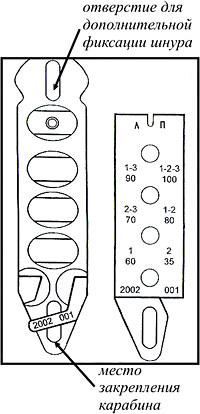 отверстие для
дополнительной
фиксации шнура
Л П
1-3 1-2-3
90 100
2-3 1-2
70 80
1 2
60 35
2002 001
2002 001
место
закрепления
карабина